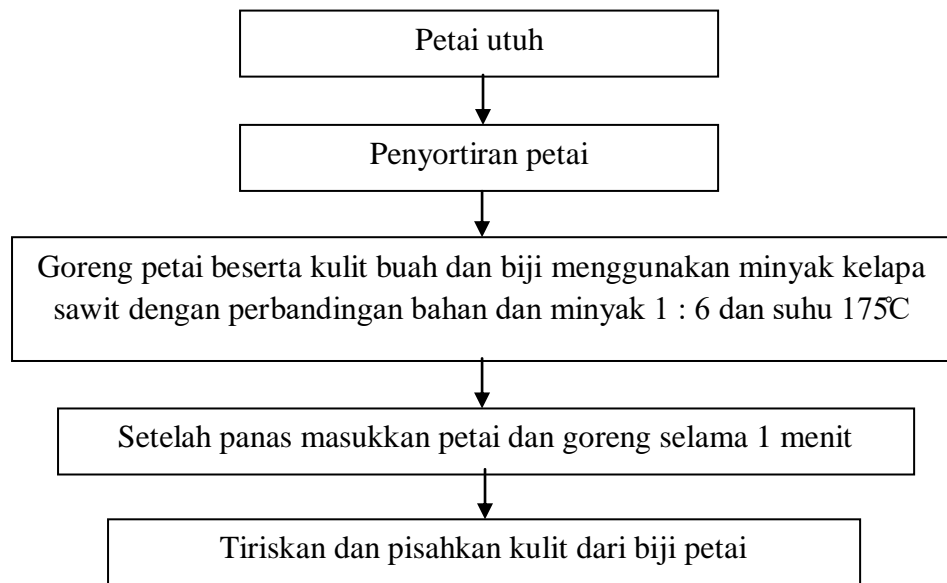 Petai utuh
Penyortiran petai
Goreng petai beserta kulit buah dan biji menggunakan minyak kelapa
sawit dengan perbandingan bahan dan minyak 1 : 6 dan suhu 175℃
Setelah panas masukkan petai dan goreng selama 1 menit
Tiriskan dan pisahkan kulit dari biji petai